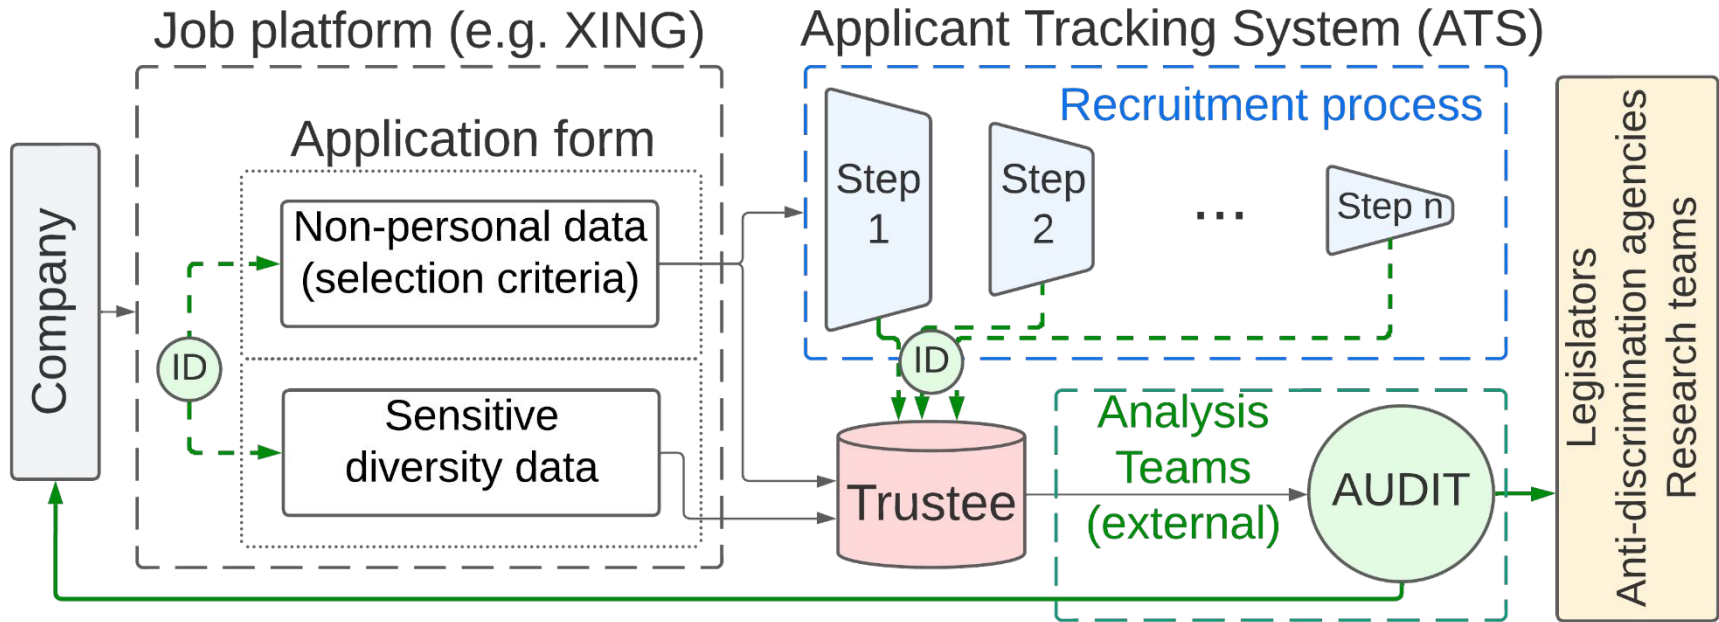 Job platform (e.g. XING)
Applicant Tracking System (ATS)
Company
Application form
Non-personal data
(selection criteria)
ID
Sensitive
diversity data
Recruitment process
Step
1
Step
2
...
Step n
ID
Trustee
Analysis
Teams
(external)
AUDIT
Legislators
Anti-discrimination agencies
Research teams